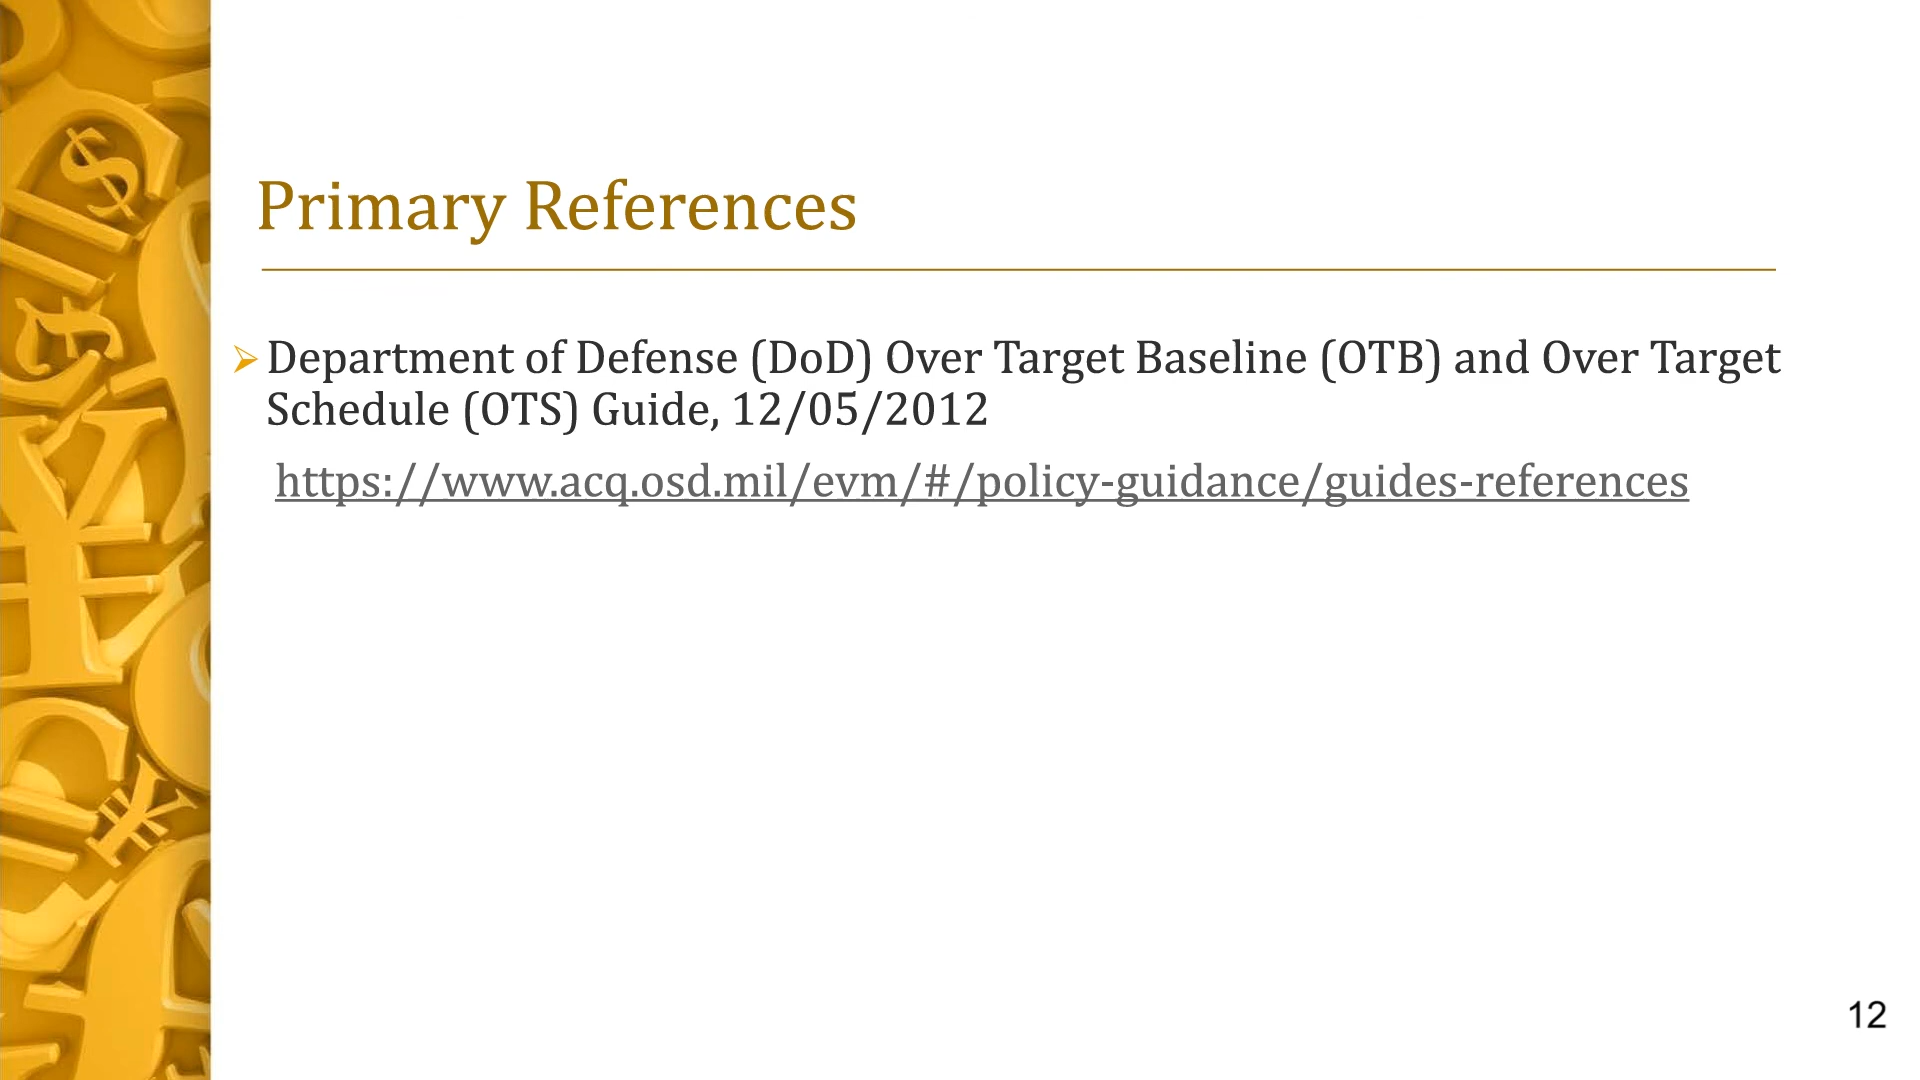 Primary References
Department of Defense (DoD) Over Target Baseline (OTB) and Over Target
Schedule (OTS) Guide, 12/05/2012
https://www.acq.osd.mil/evm/#/policy-guidance/guides-references
12